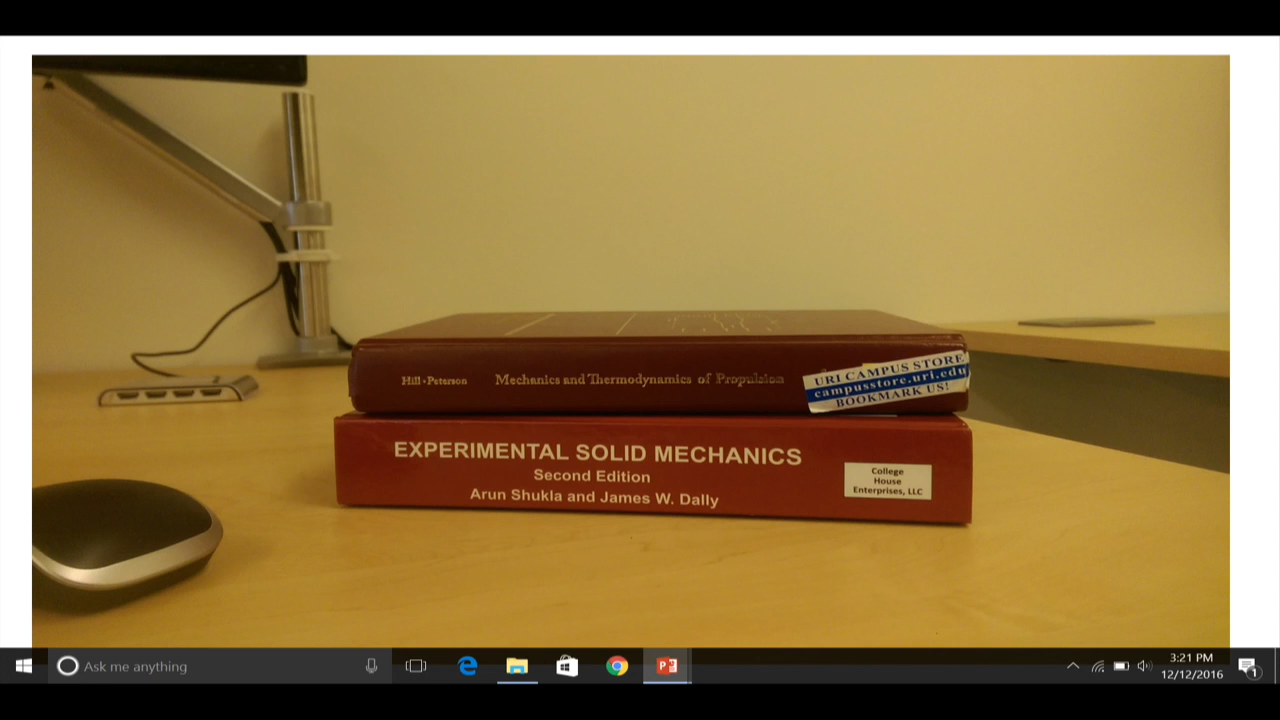 Hill • Peterson Mechanics and Thermodynamics of Propulsion
URI CAMPUS STORE
campusstore.uri.edu
BOOKMARK US!
EXPERIMENTAL SOLID MECHANICS
Second Edition
Arun Shukla and James W. Dally
College
House
Enterprises, LLC
Ask me anything
3:21 PM
12/12/2016
1